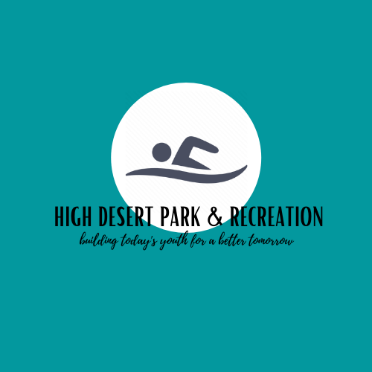 HIGH DESERT PARK & RECREATION
building today's youth for a better tomorrow